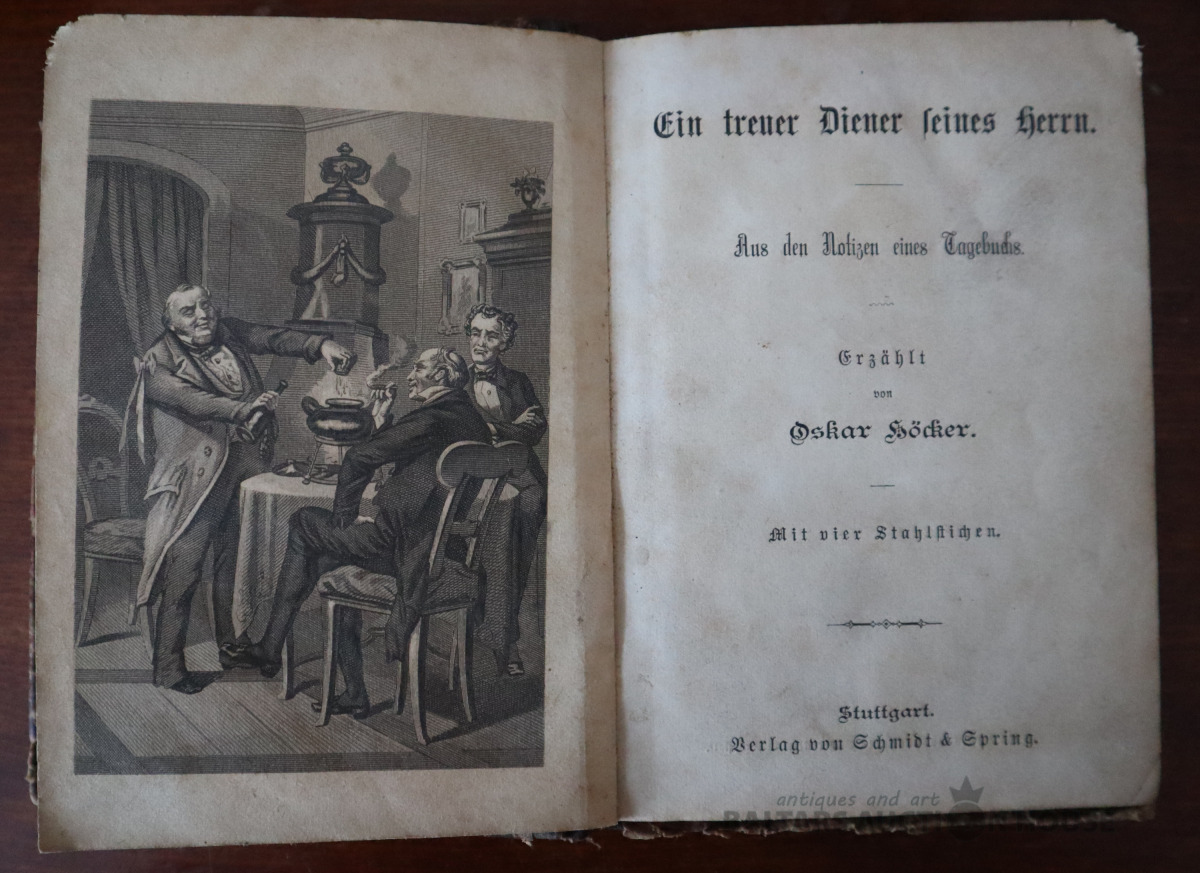 Ein treuer Diener seines Herrn.
Aus den Notizen eines Tagebuchs.
Erzählt
von
Oskar Höcker.
Mit vier Stahlstichen.
Stuttgart.
Verlag von Schmidt & Spring.
antiques and art